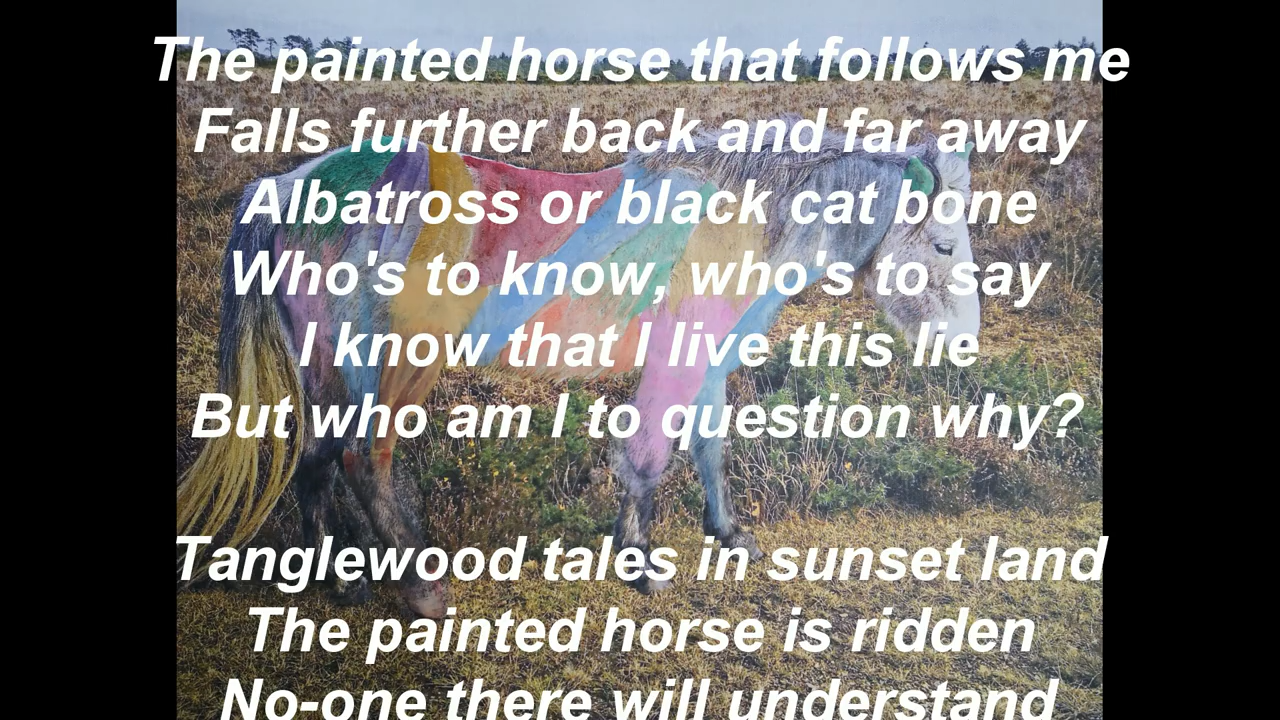 The painted horse that follows me
Falls further back and far away
Albatross or black cat bone
Who's to know, who's to say
I know that I live this lie
But who am I to question why?
Tanglewood tales in sunset land
The painted horse is ridden
No-one there will understand